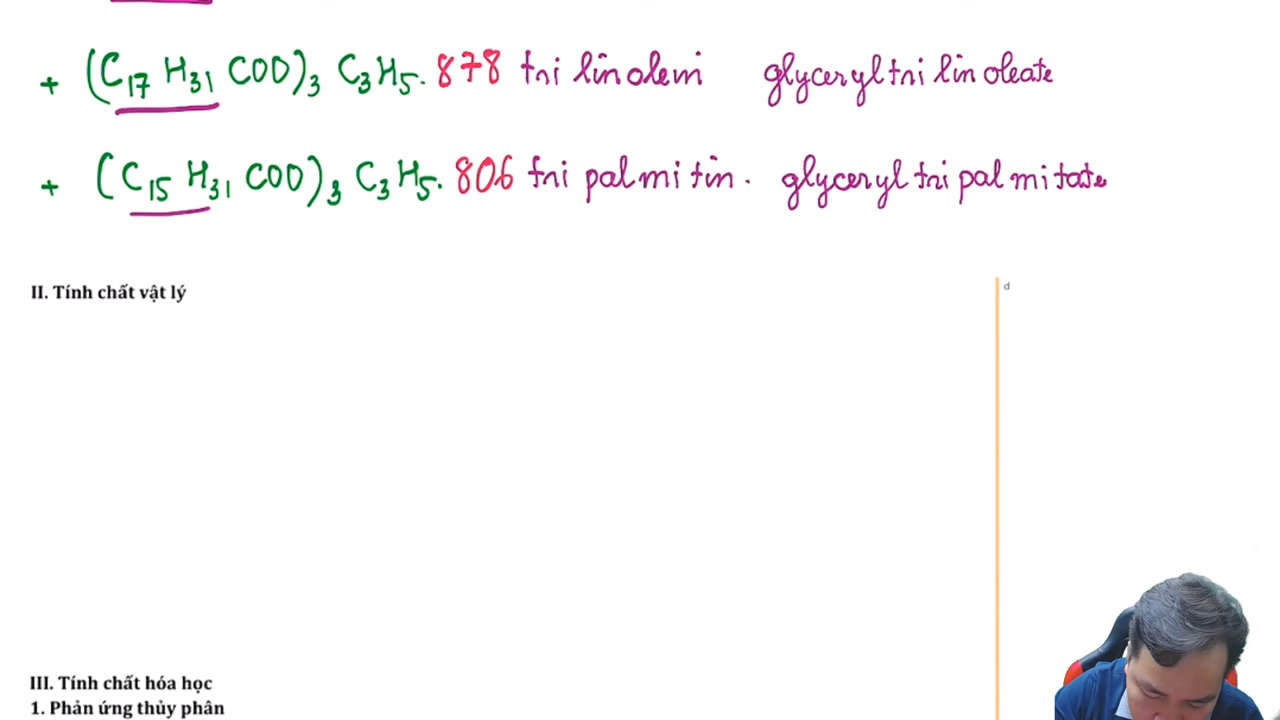 + (C17H31COO)3C3H5. 878 tri linolein glyceryl tri linoleate
+ (C15H31COO)3C3H5. 806 tri palmitin. glyceryl tri palmitate
II. Tính chất vật lý
d
III. Tính chất hóa học
1. Phản ứng thủy phân